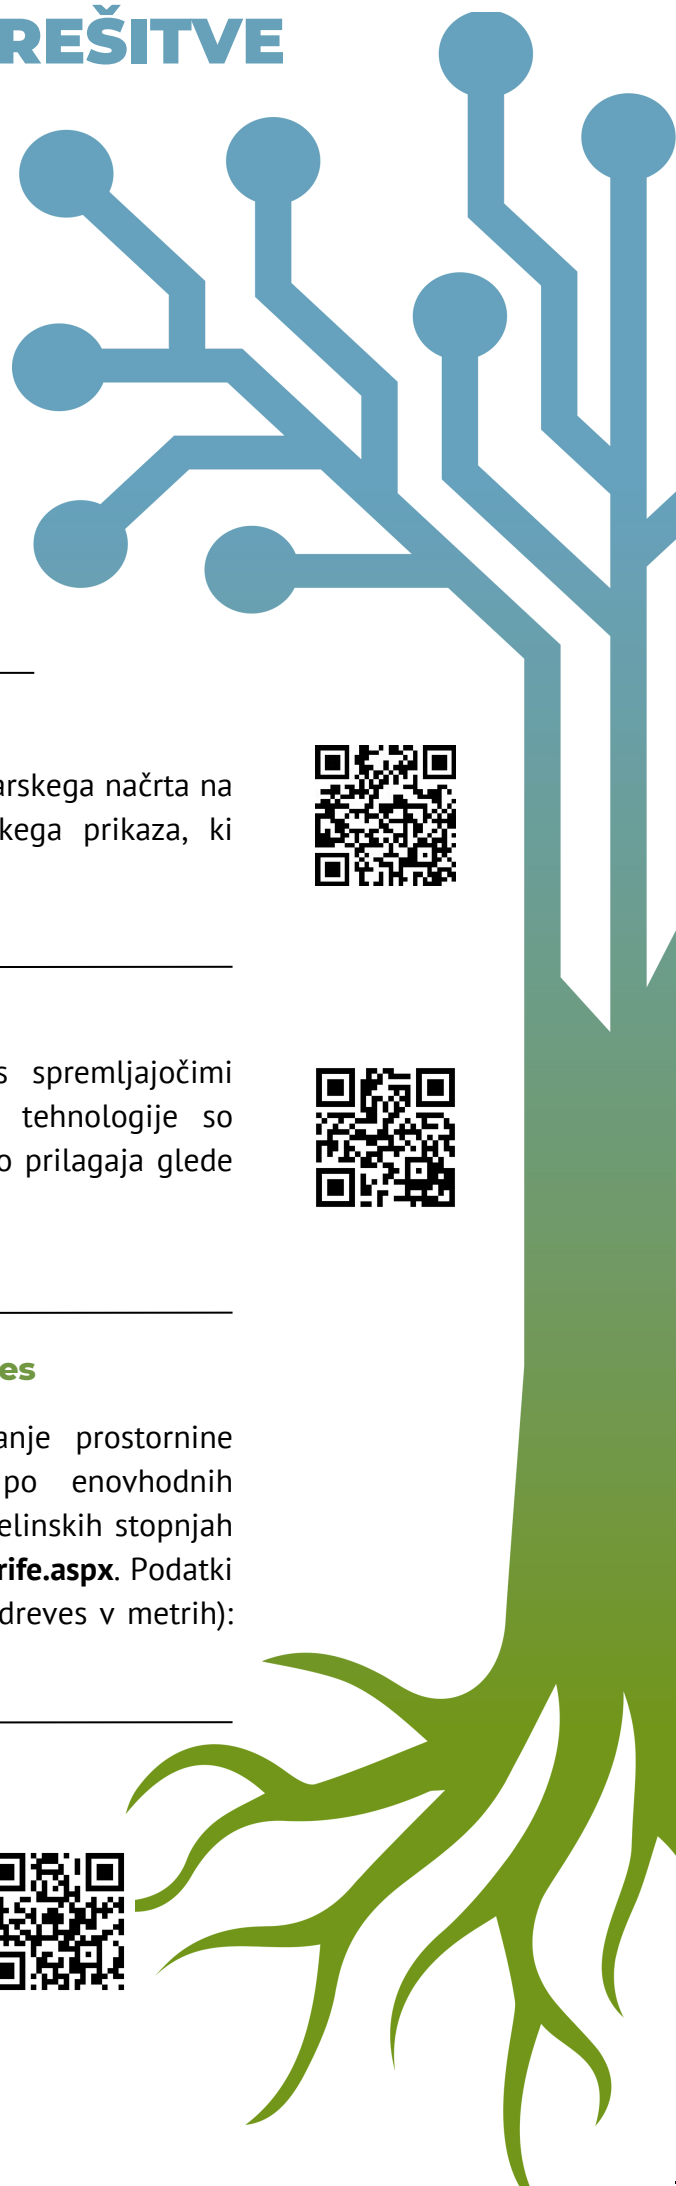 REŠITVE
arskega načrta na
kega prikaza, ki
s spremljajočimi
tehnologije so
o prilagaja glede
es
anje prostornine
po enovhodnih
elinskih stopnjah
rife.aspx. Podatki
dreves v metrih):